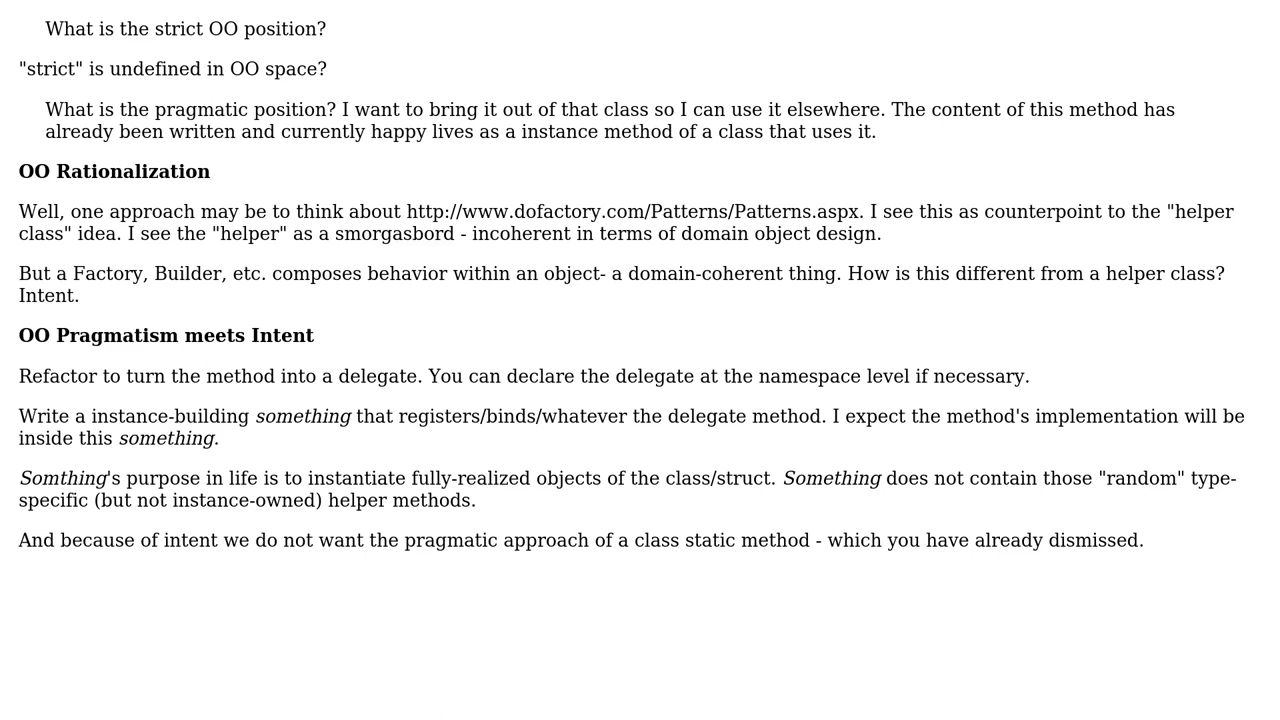 What is the strict OO position?
"strict" is undefined in OO space?
What is the pragmatic position? I want to bring it out of that class so I can use it elsewhere. The content of this method has
already been written and currently happy lives as a instance method of a class that uses it.
OO Rationalization
Well, one approach may be to think about http://www.dofactory.com/Patterns/Patterns.aspx. I see this as counterpoint to the "helper
class" idea. I see the "helper" as a smorgasbord - incoherent in terms of domain object design.
But a Factory, Builder, etc. composes behavior within an object- a domain-coherent thing. How is this different from a helper class?
Intent.
OO Pragmatism meets Intent
Refactor to turn the method into a delegate. You can declare the delegate at the namespace level if necessary.
Write a instance-building something that registers/binds/whatever the delegate method. I expect the method's implementation will be
inside this something.
Somthing's purpose in life is to instantiate fully-realized objects of the class/struct. Something does not contain those "random" type-
specific (but not instance-owned) helper methods.
And because of intent we do not want the pragmatic approach of a class static method - which you have already dismissed.